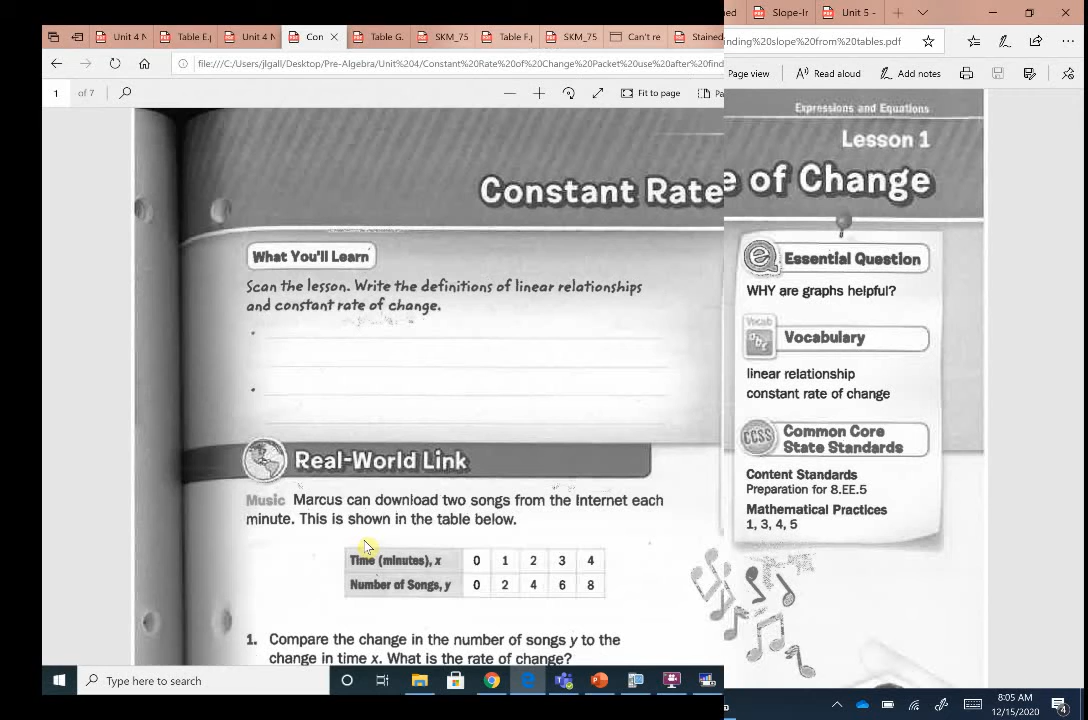 Unit 4 N
Table E.
Unit 4 N
Con
Table G.
SKM_75
Table F.
SKM_75
Can't re
Stained
Slope-Ir
Unit 5 -
file:///C:/Users/jlgall/Desktop/Pre-Algebra/Unit%204/Constant%20Rate%20of%20Change%20Packet%20use%20after%20find
inding%20slope%20from%20tables.pdf
1 of 7
Fit to page
Page view
Read aloud
Add notes
Expressions and Equations
Lesson 1
Constant Rate
e of Change
What You'll Learn
Scan the lesson. Write the definitions of linear relationships
and constant rate of change.
Real-World Link
Music Marcus can download two songs from the Internet each
minute. This is shown in the table below.
Time (minutes), x 0 1 2 3 4
Number of Songs, y 0 2 4 6 8
1. Compare the change in the number of songs y to the
change in time x. What is the rate of change?
Essential Question
WHY are graphs helpful?
Vocab
abc
Vocabulary
linear relationship
constant rate of change
CCSS
Common Core
State Standards
Content Standards
Preparation for 8.EE.5
Mathematical Practices
1, 3, 4, 5
Type here to search
8:05 AM
12/15/2020
4